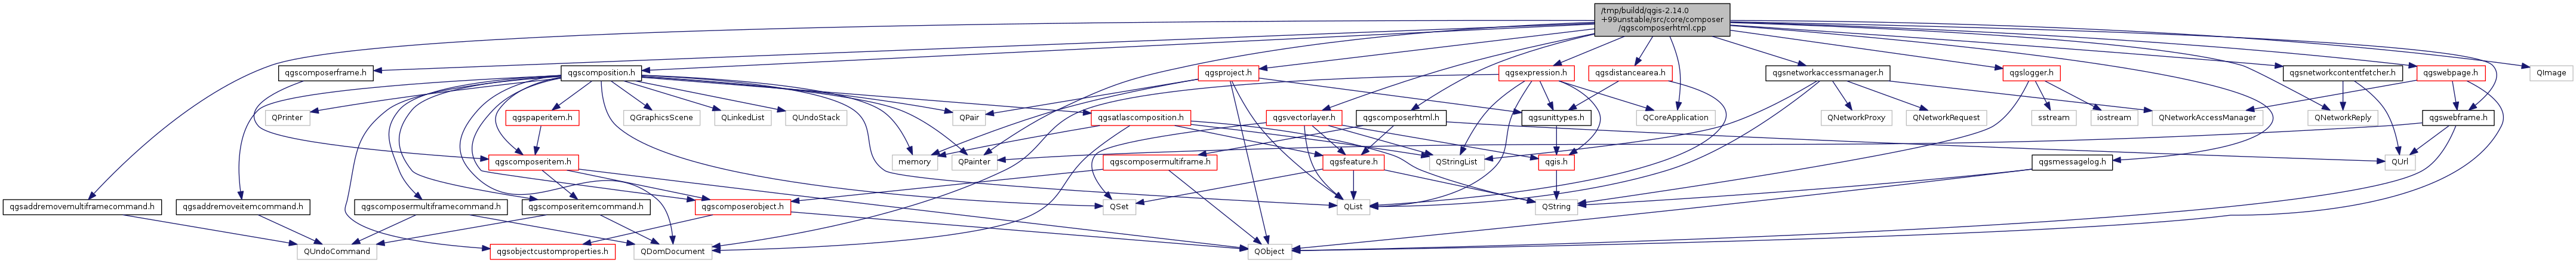 /tmp/buildd/qgis-2.14.0
+99unstable/src/core/composer
/qgscomposerhtml.cpp
qgscomposerframe.h
qgscomposition.h
qgsproject.h
qgsexpression.h
qgsdistancearea.h
qgsnetworkaccessmanager.h
qgslogger.h
qgsnetworkcontentfetcher.h
qgswebpage.h
QImage
QPrinter
qgspaperitem.h
QGraphicsScene
QLinkedList
QUndoStack
QPair
qgsatlascomposition.h
qgsvectorlayer.h
qgscomposerhtml.h
qgsunittypes.h
QCoreApplication
QNetworkProxy
QNetworkRequest
sstream
iostream
QNetworkAccessManager
QNetworkReply
qgswebframe.h
qgscomposeritem.h
memory
QPainter
qgscomposermultiframe.h
qgsfeature.h
QStringList
qgis.h
qgsmessagelog.h
QUrl
qgsaddremovemultiframecommand.h
qgsaddremoveitemcommand.h
qgscomposermultiframecommand.h
qgscomposeritemcommand.h
qgscomposerobject.h
QSet
QList
QString
QUndoCommand
qgsobjectcustomproperties.h
QDomDocument
QObject